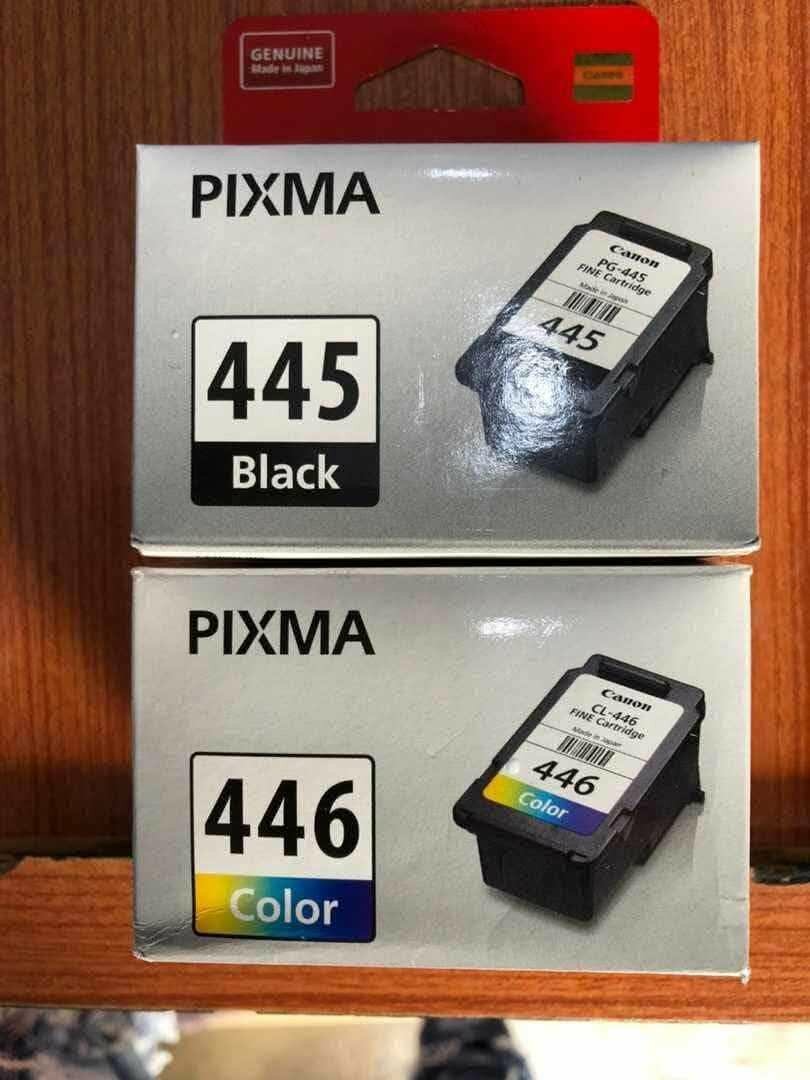 GENUINE
Made in Japan
Canon
PIXMA
Canon
PG-445
FINE Cartridge
Made in Japan
445
445
Black
PIXMA
Canon
CL-446
FINE Cartridge
Made in Japan
446
Color
446
Color